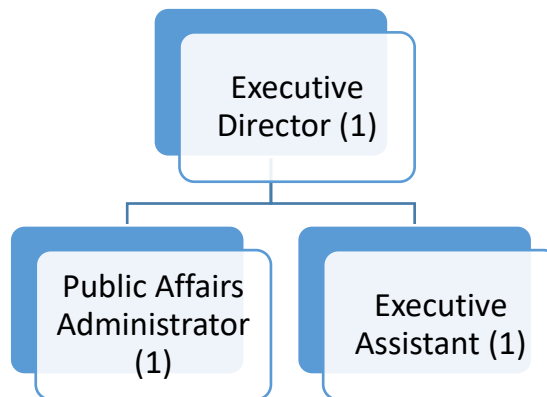 Executive
Director (1)
Public Affairs
Administrator
(1)
Executive
Assistant (1)